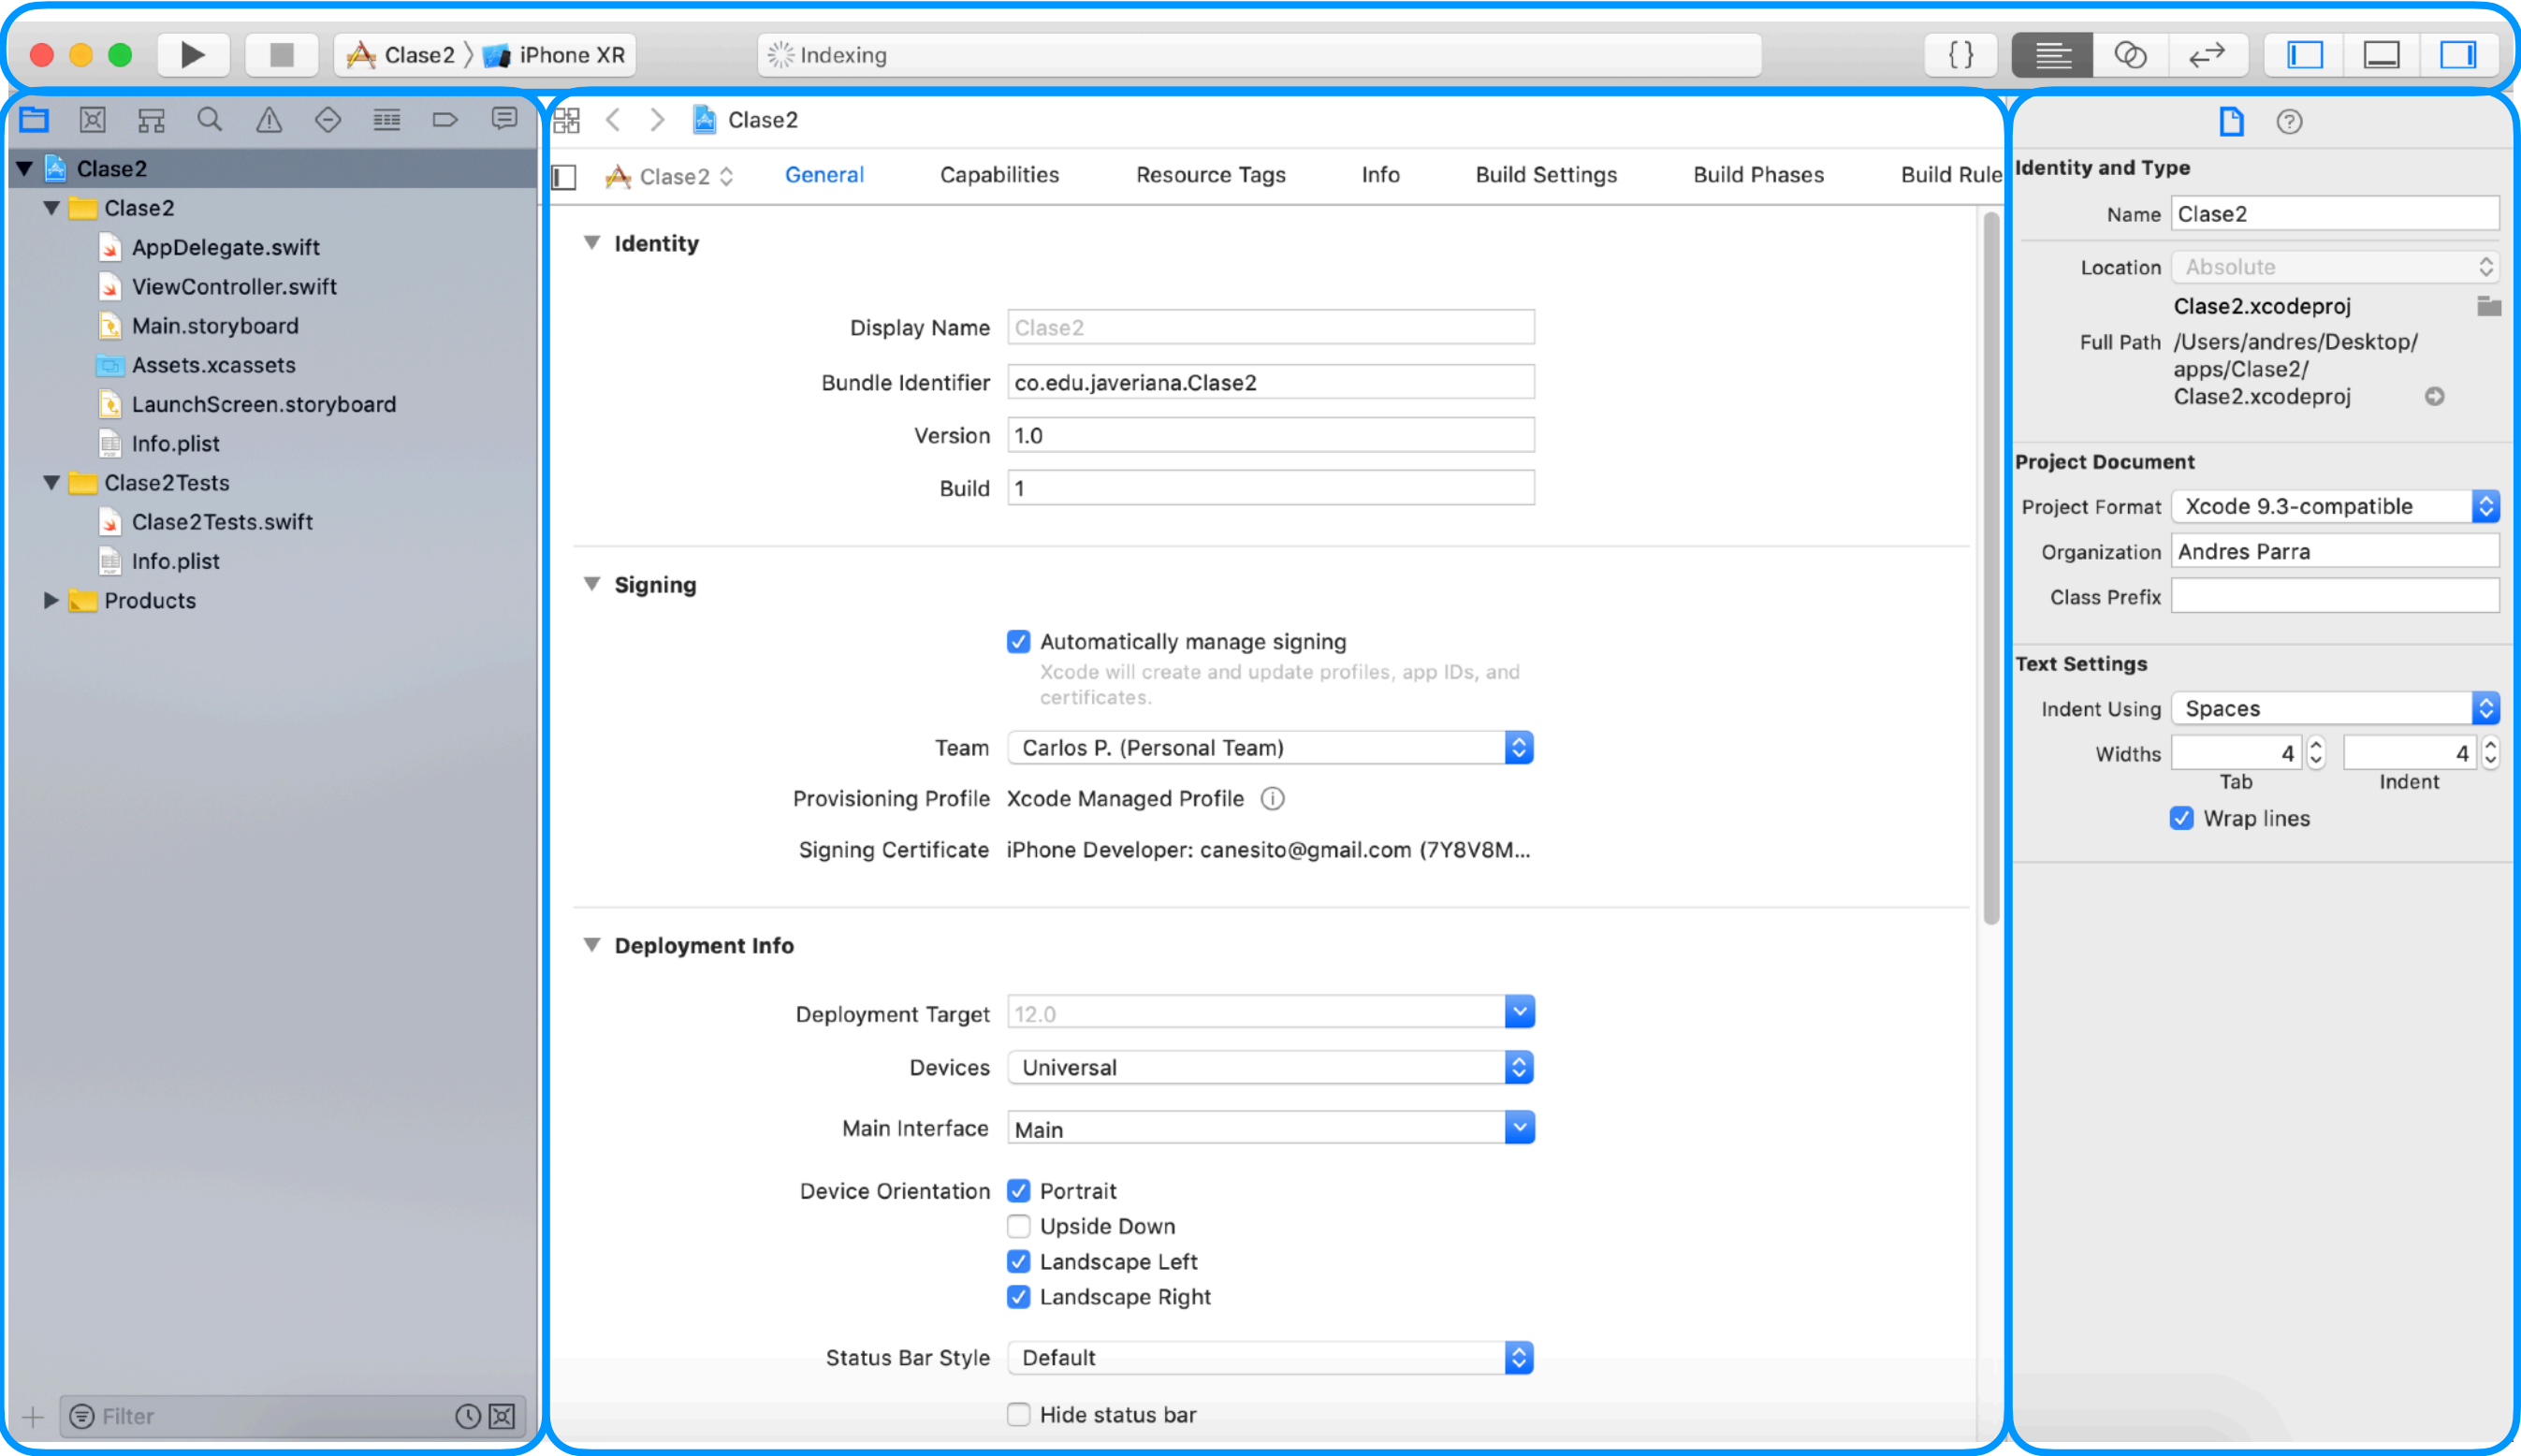 Clase2 〉 iPhone XR
Indexing
{ }
Clase2
Clase2
AppDelegate.swift
ViewController.swift
Main.storyboard
Assets.xcassets
LaunchScreen.storyboard
Info.plist
Clase2Tests
Clase2Tests.swift
Info.plist
Products
Filter
Clase2
Clase2 General Capabilities Resource Tags Info Build Settings Build Phases Build Rule
Identity
Display Name Clase2
Bundle Identifier co.edu.javeriana.Clase2
Version 1.0
Build 1
Signing
Automatically manage signing
Xcode will create and update profiles, app IDs, and
certificates.
Team Carlos P. (Personal Team)
Provisioning Profile Xcode Managed Profile
Signing Certificate iPhone Developer: canesito@gmail.com (7Y8V8M...
Deployment Info
Deployment Target 12.0
Devices Universal
Main Interface Main
Device Orientation Portrait
Upside Down
Landscape Left
Landscape Right
Status Bar Style Default
Hide status bar
Identity and Type
Name Clase2
Location Absolute
Clase2.xcodeproj
Full Path /Users/andres/Desktop/
apps/Clase2/
Clase2.xcodeproj
Project Document
Project Format Xcode 9.3-compatible
Organization Andres Parra
Class Prefix
Text Settings
Indent Using Spaces
Widths 4 4
Tab Indent
Wrap lines